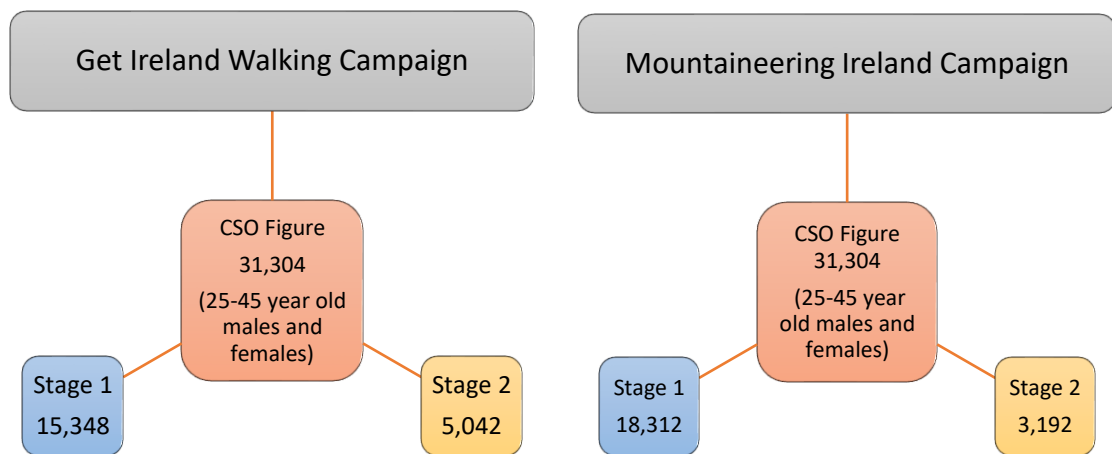 Get Ireland Walking Campaign
CSO Figure
31,304
(25-45 year old
males and
females)
Stage 1
15,348
Stage 2
5,042
Mountaineering Ireland Campaign
CSO Figure
31,304
(25-45 year
old males and
females)
Stage 1
18,312
Stage 2
3,192